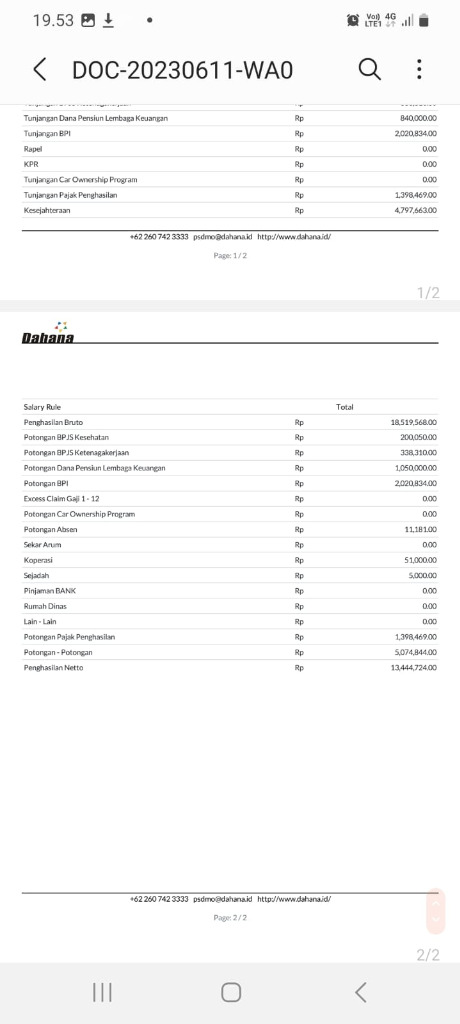 19.53
Vo) 4G
LTE1
DOC-20230611-WA0
Tunjangan Dana Pensiun Lembaga Keuangan Rp 840,000.00
Tunjangan BPI Rp 2,020,834.00
Rapel Rp 0.00
KPR Rp 0.00
Tunjangan Car Ownership Program Rp 0.00
Tunjangan Pajak Penghasilan Rp 1,398,469.00
Kesejahteraan Rp 4,797,663.00
+62 260 742 3333 psdmo@dahana.id http://www.dahana.id/
Page: 1 / 2
1/2
Dahana
Salary Rule Total
Penghasilan Bruto Rp 18,519,568.00
Potongan BPJS Kesehatan Rp 200,050.00
Potongan BPJS Ketenagakerjaan Rp 338,310.00
Potongan Dana Pensiun Lembaga Keuangan Rp 1,050,000.00
Potongan BPI Rp 2,020,834.00
Excess Claim Gaji 1 - 12 Rp 0.00
Potongan Car Ownership Program Rp 0.00
Potongan Absen Rp 11,181.00
Sekar Arum Rp 0.00
Koperasi Rp 51,000.00
Sejadah Rp 5,000.00
Pinjaman BANK Rp 0.00
Rumah Dinas Rp 0.00
Lain - Lain Rp 0.00
Potongan Pajak Penghasilan Rp 1,398,469.00
Potongan - Potongan Rp 5,074,844.00
Penghasilan Netto Rp 13,444,724.00
+62 260 742 3333 psdmo@dahana.id http://www.dahana.id/
Page: 2 / 2
2/2